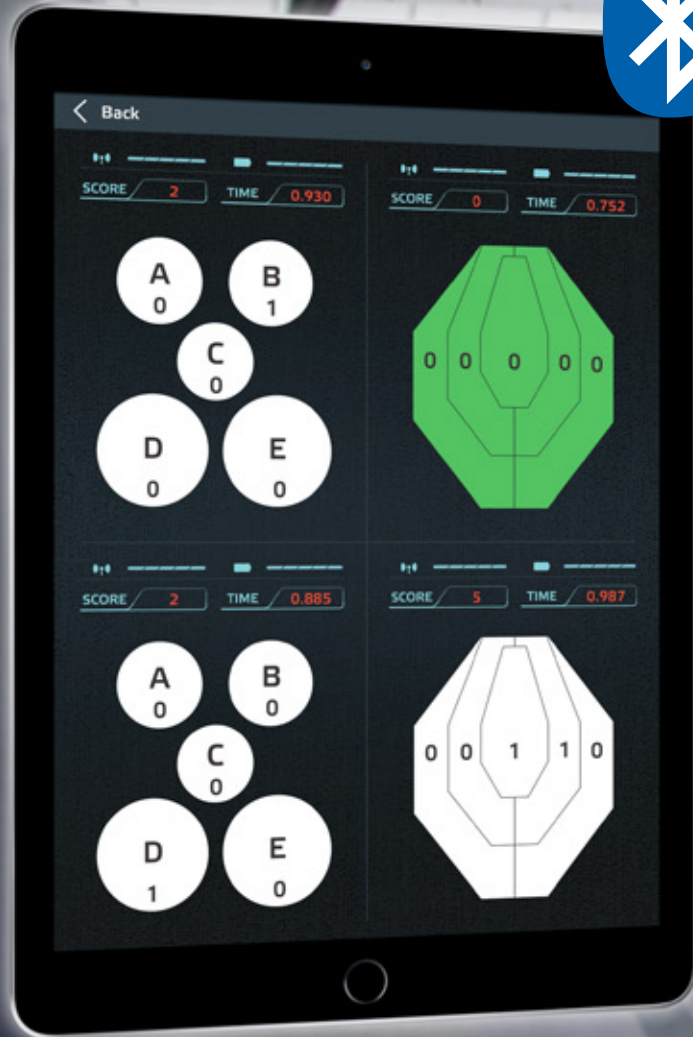 Back
SCORE 2 TIME 0.930
A
0
B
1
C
0
D
0
E
0
SCORE 0 TIME 0.752
0 0 0 0 0
SCORE 2 TIME 0.885
A
0
B
0
C
0
D
1
E
0
SCORE 5 TIME 0.987
0 0 1 1 0